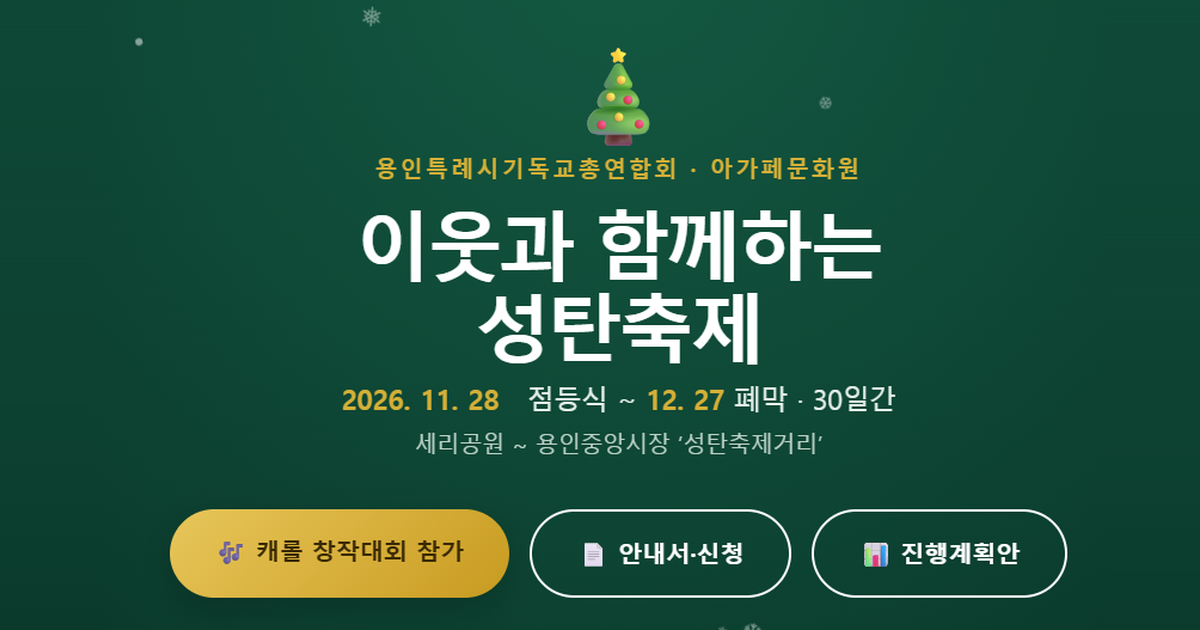 용인특례시기독교총연합회 · 아가페문화원
이웃과 함께하는
성탄축제
2026. 11. 28 점등식 ~ 12. 27 폐막 · 30일간
세리공원 ~ 용인중앙시장 ‘성탄축제거리’
캐롤 창작대회 참가
안내서·신청
진행계획안